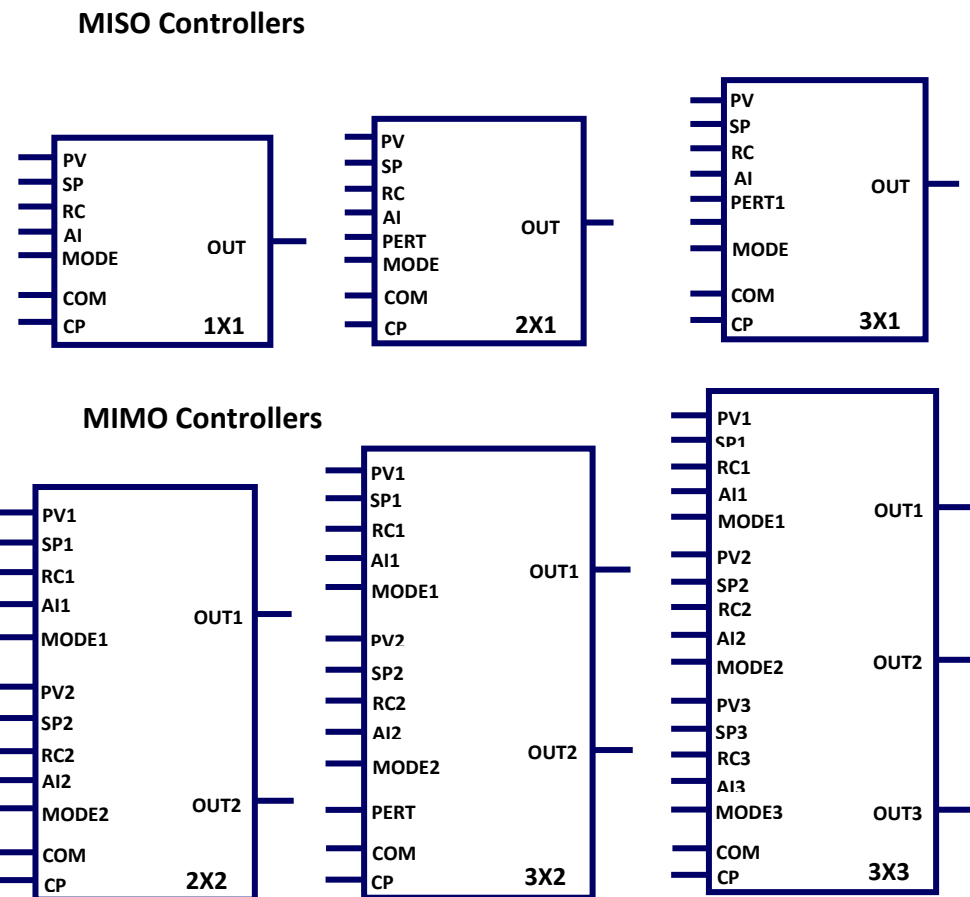 MISO Controllers
PV
SP
RC
AI
MODE
COM
CP
OUT
1X1
PV
SP
RC
AI
PERT
MODE
COM
CP
OUT
2X1
PV
SP
RC
AI
PERT1
MODE
COM
CP
OUT
3X1
MIMO Controllers
PV1
SP1
RC1
AI1
MODE1
PV2
SP2
RC2
AI2
MODE2
COM
CP
OUT1
OUT2
2X2
PV1
SP1
RC1
AI1
MODE1
PV2
SP2
RC2
AI2
MODE2
PERT
COM
CP
OUT1
OUT2
3X2
PV1
SP1
RC1
AI1
MODE1
PV2
SP2
RC2
AI2
MODE2
PV3
SP3
RC3
AI3
MODE3
COM
CP
OUT1
OUT2
OUT3
3X3